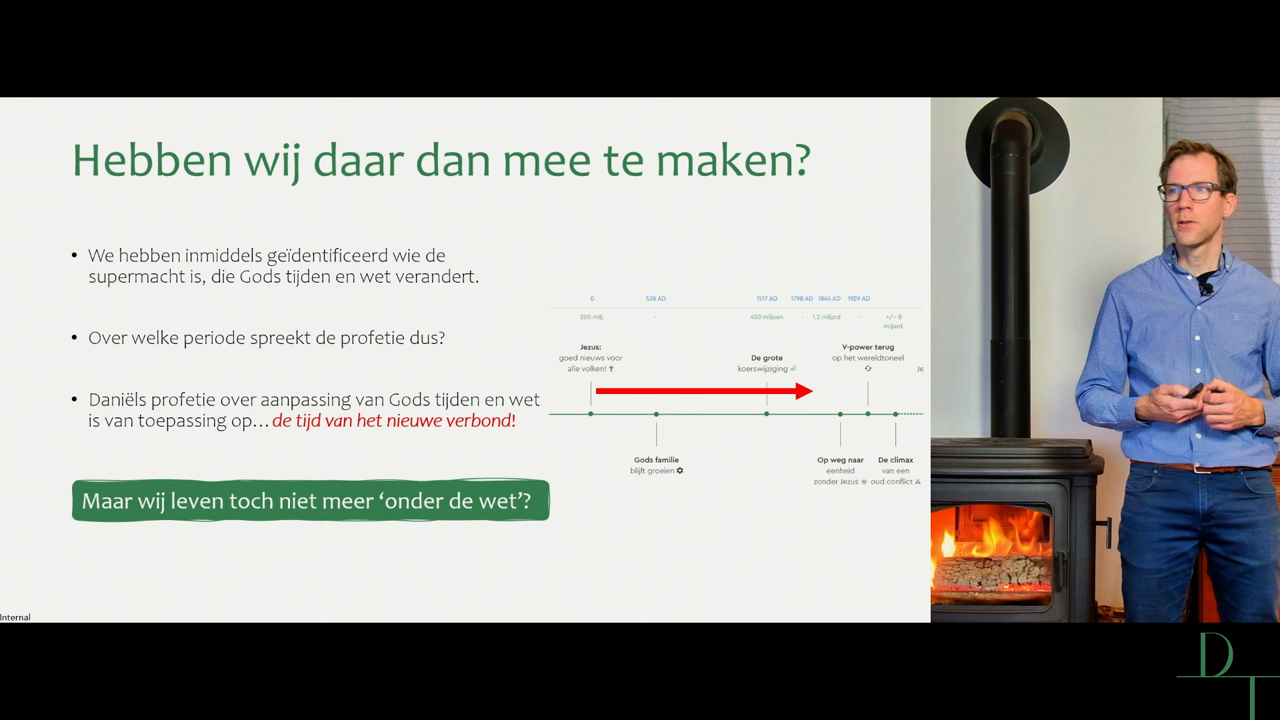 Hebben wij daar dan mee te maken?
• We hebben inmiddels geïdentificeerd wie de
supermacht is, die Gods tijden en wet verandert.
• Over welke periode spreekt de profetie dus?
• Daniëls profetie over aanpassing van Gods tijden en wet
is van toepassing op… de tijd van het nieuwe verbond!
Maar wij leven toch niet meer ‘onder de wet’?
0 538 AD 1517 AD 1798 AD 1844 AD 1929 AD
200 milj. - 450 miljoen - 1,2 miljard - +/- 8
miljard.
Jezus:
goed nieuws voor
alle volken!
De grote
koerswijziging
V-power terug
op het wereldtoneel
Je
Gods familie
blijft groeien
Op weg naar
eenheid
zonder Jezus
De climax
van een
oud conflict
Internal
DT